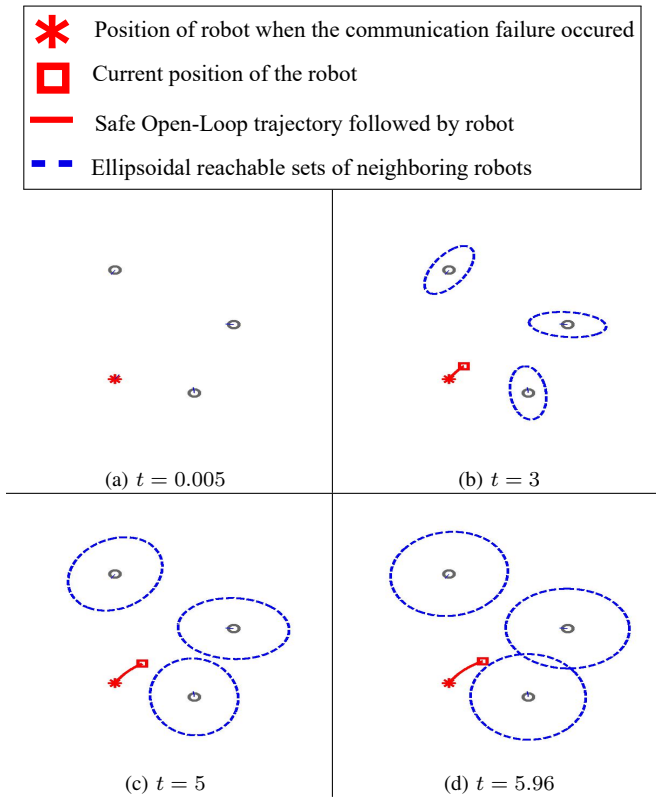 Position of robot when the communication failure occured
Current position of the robot
Safe Open-Loop trajectory followed by robot
Ellipsoidal reachable sets of neighboring robots
(a) t = 0.005
(b) t = 3
(c) t = 5
(d) t = 5.96